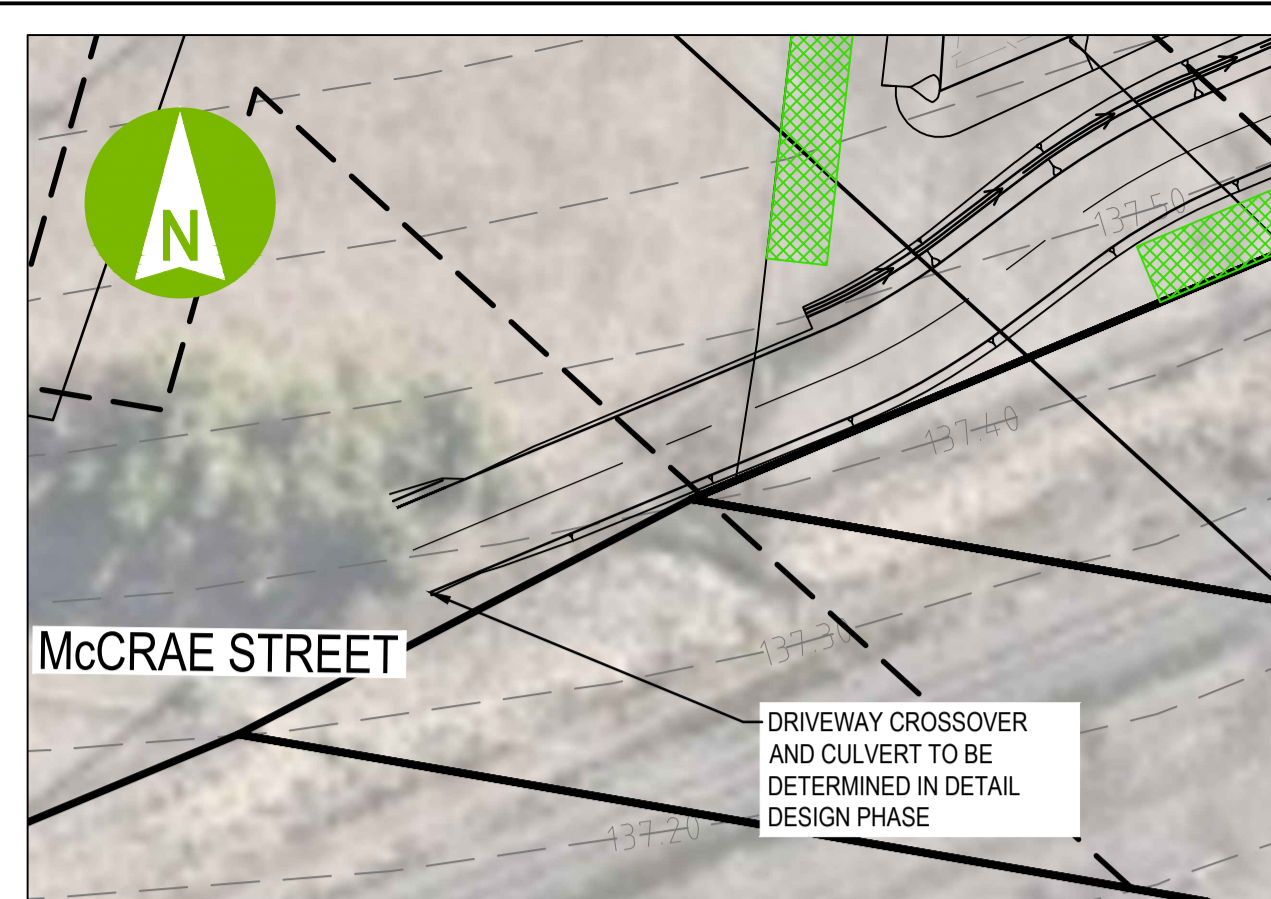 N
137.50
137.40
McCRAE STREET
137.30
DRIVEWAY CROSSOVER
AND CULVERT TO BE
DETERMINED IN DETAIL
DESIGN PHASE
137.20